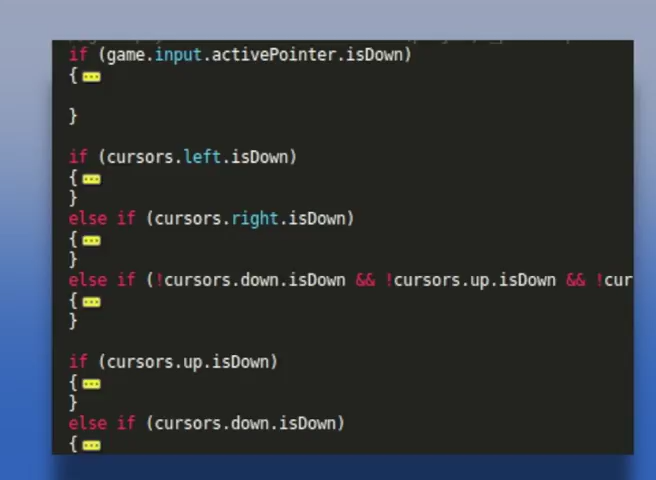 if (game.input.activePointer.isDown)
{
}
if (cursors.left.isDown)
{
}
else if (cursors.right.isDown)
{
}
else if (!cursors.down.isDown && !cursors.up.isDown && !cur
{
}
if (cursors.up.isDown)
{
}
else if (cursors.down.isDown)
{